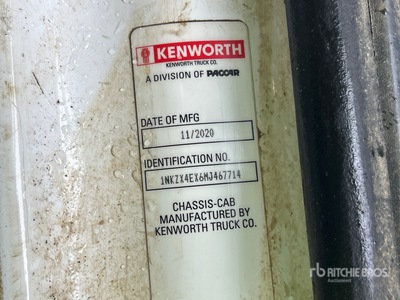 KENWORTH
KENWORTH TRUCK CO.
A DIVISION OF PACCAR
DATE OF MFG
11/2020
IDENTIFICATION NO.
1NKZX4EX6MJ467714
CHASSIS-CAB
MANUFACTURED BY
KENWORTH TRUCK CO.
rb RITCHIE BROS.
Auctioneers